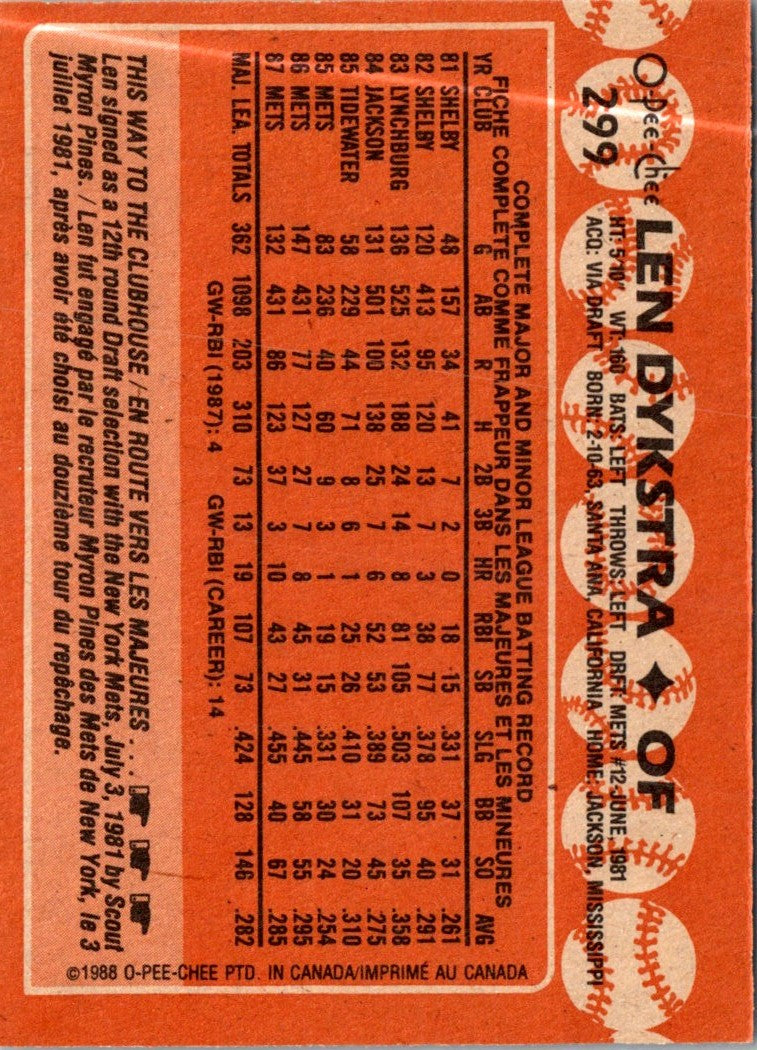 O-Pee-Chee
299
LEN DYKSTRA ♦ OF
HT: 5'10" WT: 160 BATS: LEFT THROWS: LEFT DRFT: METS #12-JUNE, 1981
ACQ: VIA DRAFT BORN: 2-10-63, SANTA ANA, CALIFORNIA HOME: JACKSON, MISSISSIPPI
COMPLETE MAJOR AND MINOR LEAGUE BATTING RECORD
FICHE COMPLETE COMME FRAPPEUR DANS LES MAJEURES ET LES MINEURES
YR CLUB G AB R H 2B 3B HR RBI SB SLG BB SO AVG
81 SHELBY 48 157 34 41 7 2 0 18 15 .331 37 31 .261
82 SHELBY 120 413 95 120 13 7 3 38 77 .378 95 40 .291
83 LYNCHBURG 136 525 132 188 24 14 8 81 105 .503 107 35 .358
84 JACKSON 131 501 100 138 25 7 6 52 53 .389 73 45 .275
85 TIDEWATER 58 229 44 71 8 6 1 25 26 .410 31 20 .310
85 METS 83 236 40 60 9 3 1 19 15 .331 30 24 .254
86 METS 147 431 77 127 27 7 8 45 31 .445 58 55 .295
87 METS 132 431 86 123 37 3 10 43 27 .455 40 67 .285
MAJ. LEA. TOTALS 362 1098 203 310 73 13 19 107 73 .424 128 146 .282
GW-RBI (1987): 4 GW-RBI (CAREER): 14
THIS WAY TO THE CLUBHOUSE / EN ROUTE VERS LES MAJEURES . . .
Len signed as a 12th round Draft selection with the New York Mets, July 3, 1981 by Scout
Myron Pines. / Len fut engagé par le recruteur Myron Pines des Mets de New York, le 3
juillet 1981, après avoir été choisi au douzième tour du repêchage.
©1988 O-PEE-CHEE PTD. IN CANADA/IMPRIMÉ AU CANADA